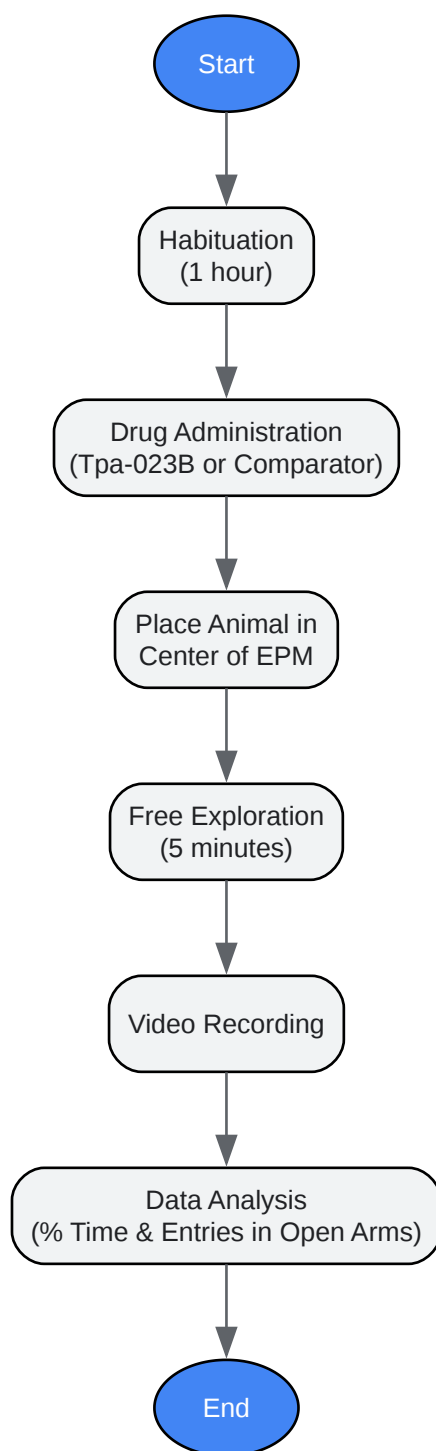 Start
Habituation
(1 hour)
Drug Administration
(Tpa-023B or Comparator)
Place Animal in
Center of EPM
Free Exploration
(5 minutes)
Video Recording
Data Analysis
(% Time & Entries in Open Arms)
End